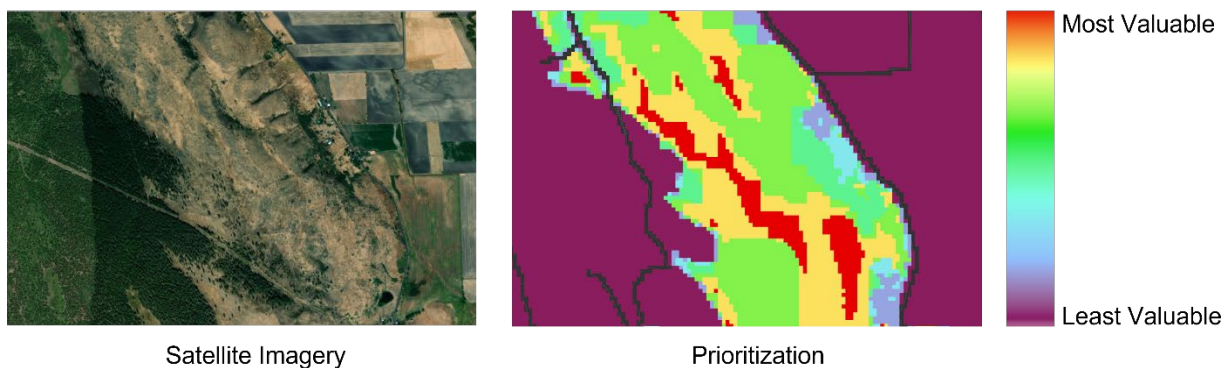 Most Valuable
Least Valuable
Satellite Imagery
Prioritization